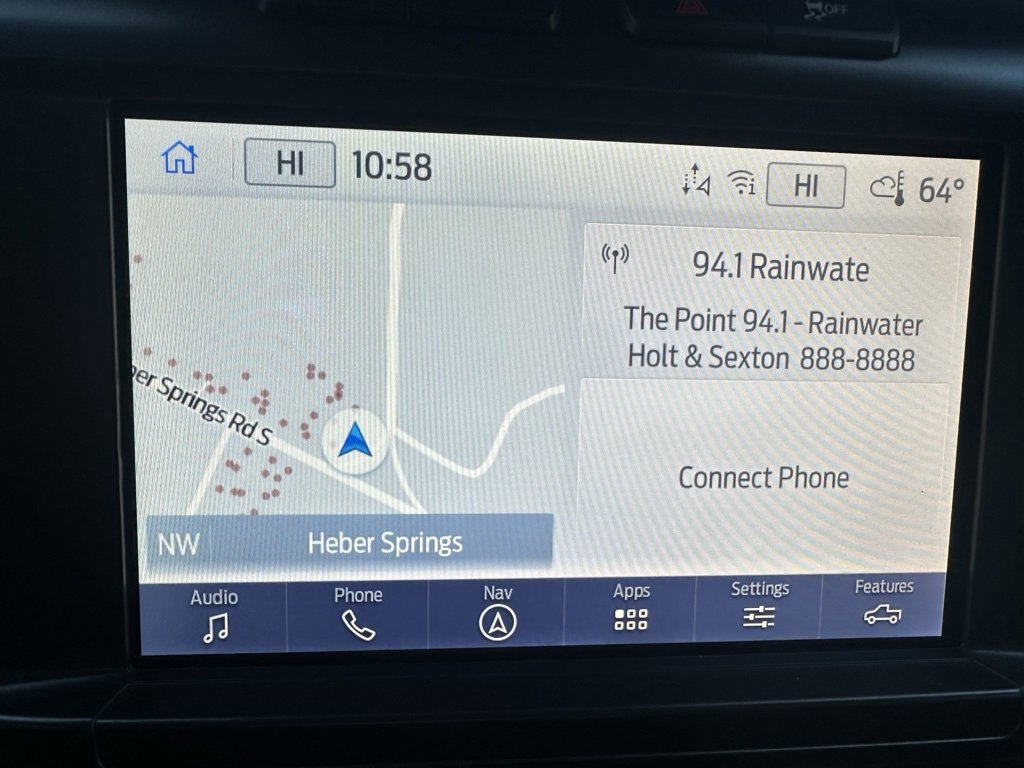 OFF
HI 10:58
HI 64°
94.1 Rainwate
The Point 94.1 - Rainwater
Holt & Sexton 888-8888
ber Springs Rd S
Connect Phone
NW Heber Springs
Audio Phone Nav Apps Settings Features